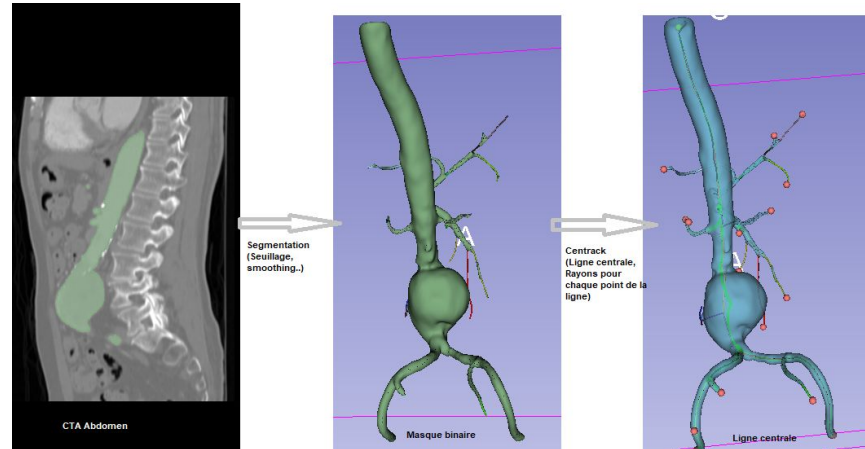 CTA Abdomen
Segmentation
(Seuillage,
smoothing..)
A
Masque binaire
Centrack
(Ligne centrale,
Rayons pour
chaque point de la
ligne)
A
Ligne centrale